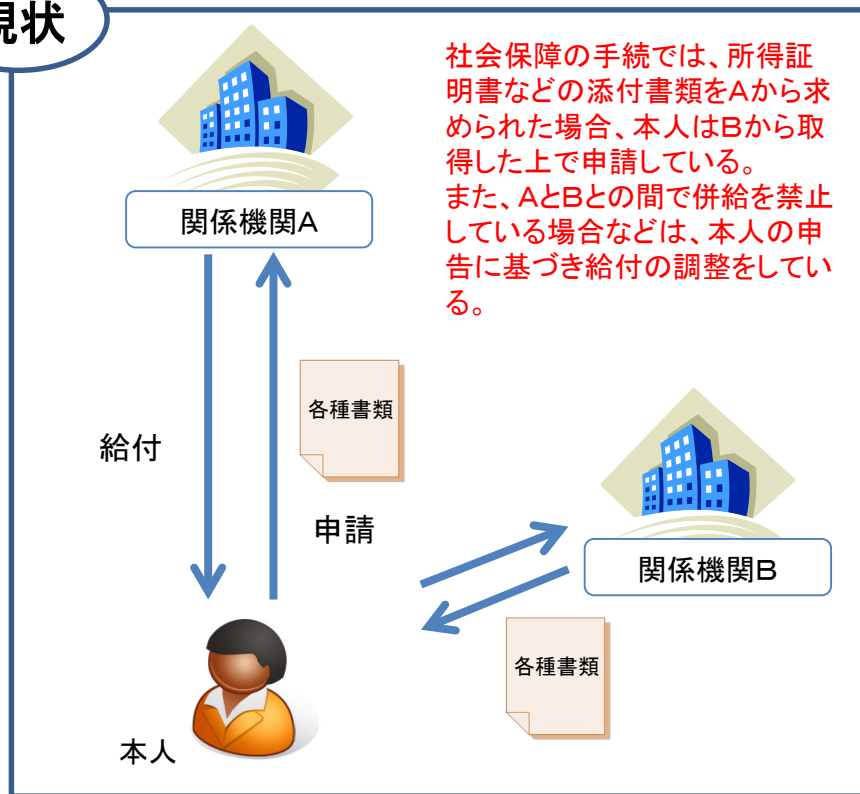 現状
社会保障の手続では、所得証
明書などの添付書類をAから求
められた場合、本人はBから取
得した上で申請している。
また、AとBとの間で併給を禁止
している場合などは、本人の申
告に基づき給付の調整をしてい
る。
関係機関A
各種書類
給付
申請
関係機関B
各種書類
本人